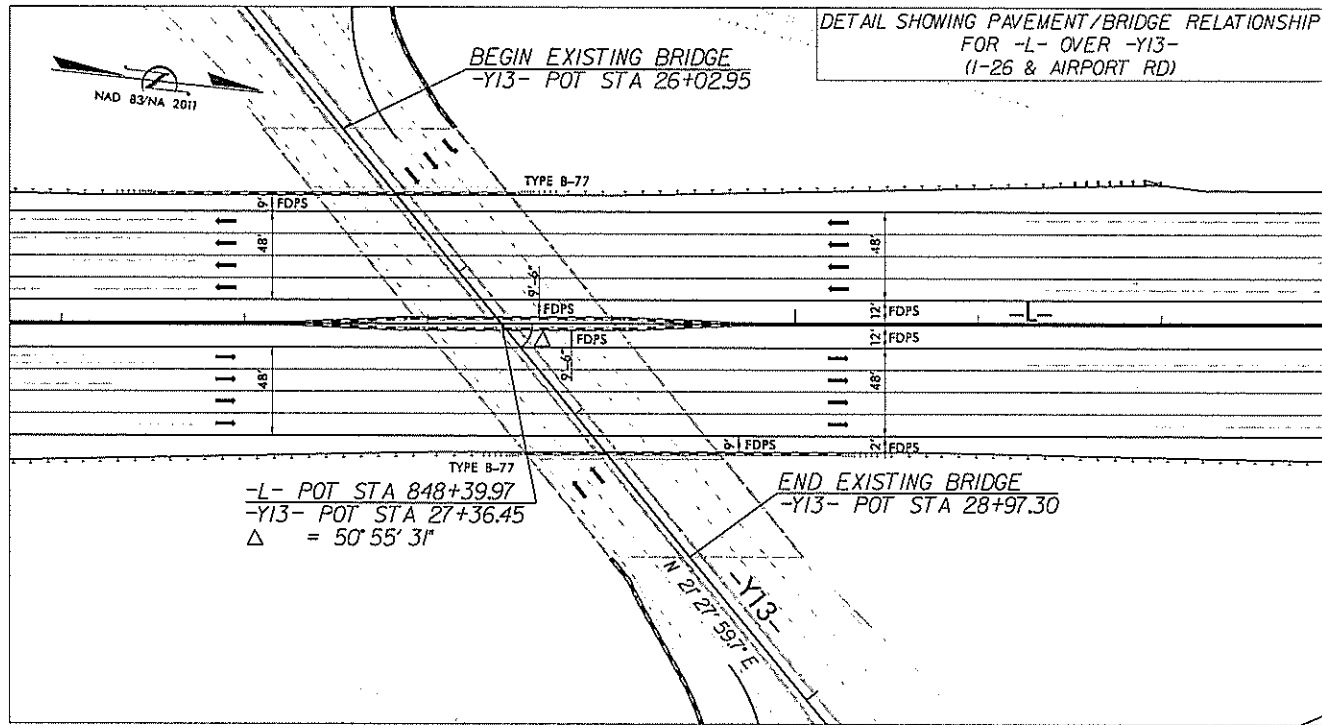 DETAIL SHOWING PAVEMENT/BRIDGE RELATIONSHIP
FOR -L- OVER -Y13-
(I-26 & AIRPORT RD)
BEGIN EXISTING BRIDGE
-Y13- POT STA 26+02.95
NAD 83/NA 2011
TYPE B-77
9' FDPS
48'
48'
9'-6"
FDPS
12' FDPS
-L-
12' FDPS
FDPS
9'-6"
△
48'
48'
9' FDPS
12' FDPS
TYPE B-77
-L- POT STA 848+39.97
-Y13- POT STA 27+36.45
△ = 50° 55' 31"
END EXISTING BRIDGE
-Y13- POT STA 28+97.30
-Y13-
N 21° 27' 59.7" E